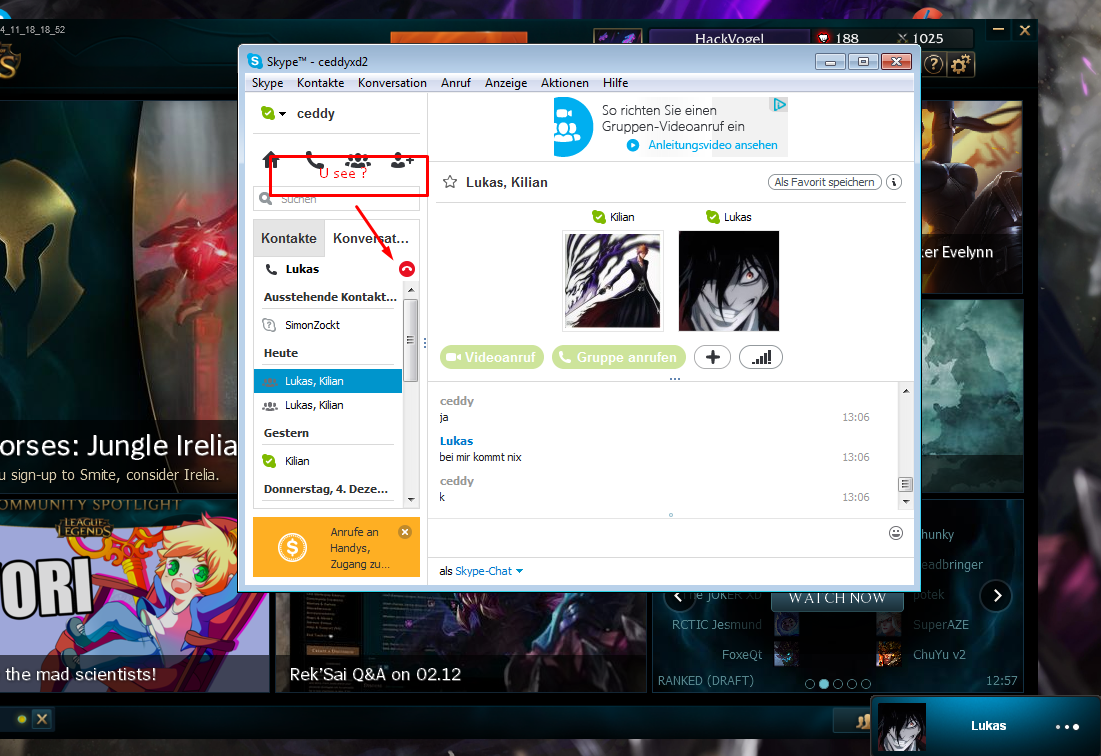 4_11_18_18_52
HackVogel
188
1025
Skype™ - ceddyxd2
Skype Kontakte Konversation Anruf Anzeige Aktionen Hilfe
ceddy
U see ?
Suchen
Kontakte Konversat...
Lukas
Ausstehende Kontakt...
SimonZockt
Heute
Lukas, Kilian
Lukas, Kilian
Gestern
Kilian
Donnerstag, 4. Deze...
Anrufe an
Handys,
Zugang zu...
So richten Sie einen
Gruppen-Videoanruf ein
Anleitungsvideo ansehen
Lukas, Kilian
Als Favorit speichern
Kilian
Lukas
Videoanruf
Gruppe anrufen
ceddy
ja 13:06
Lukas
bei mir kommt nix 13:06
ceddy
k 13:06
als Skype-Chat
ter Evelynn
orses: Jungle Irelia
u sign-up to Smite, consider Irelia.
OMMUNITY SPOTLIGHT
LEAGUE OF
LEGENDS
ORI
the mad scientists!
Rek'Sai Q&A on 02.12
WATCH NOW
hunky
eadbringer
he JOKER XD
potek
RCTIC Jesmund
SuperAZE
FoxeQt
ChuYu v2
RANKED (DRAFT)
12:57
Lukas